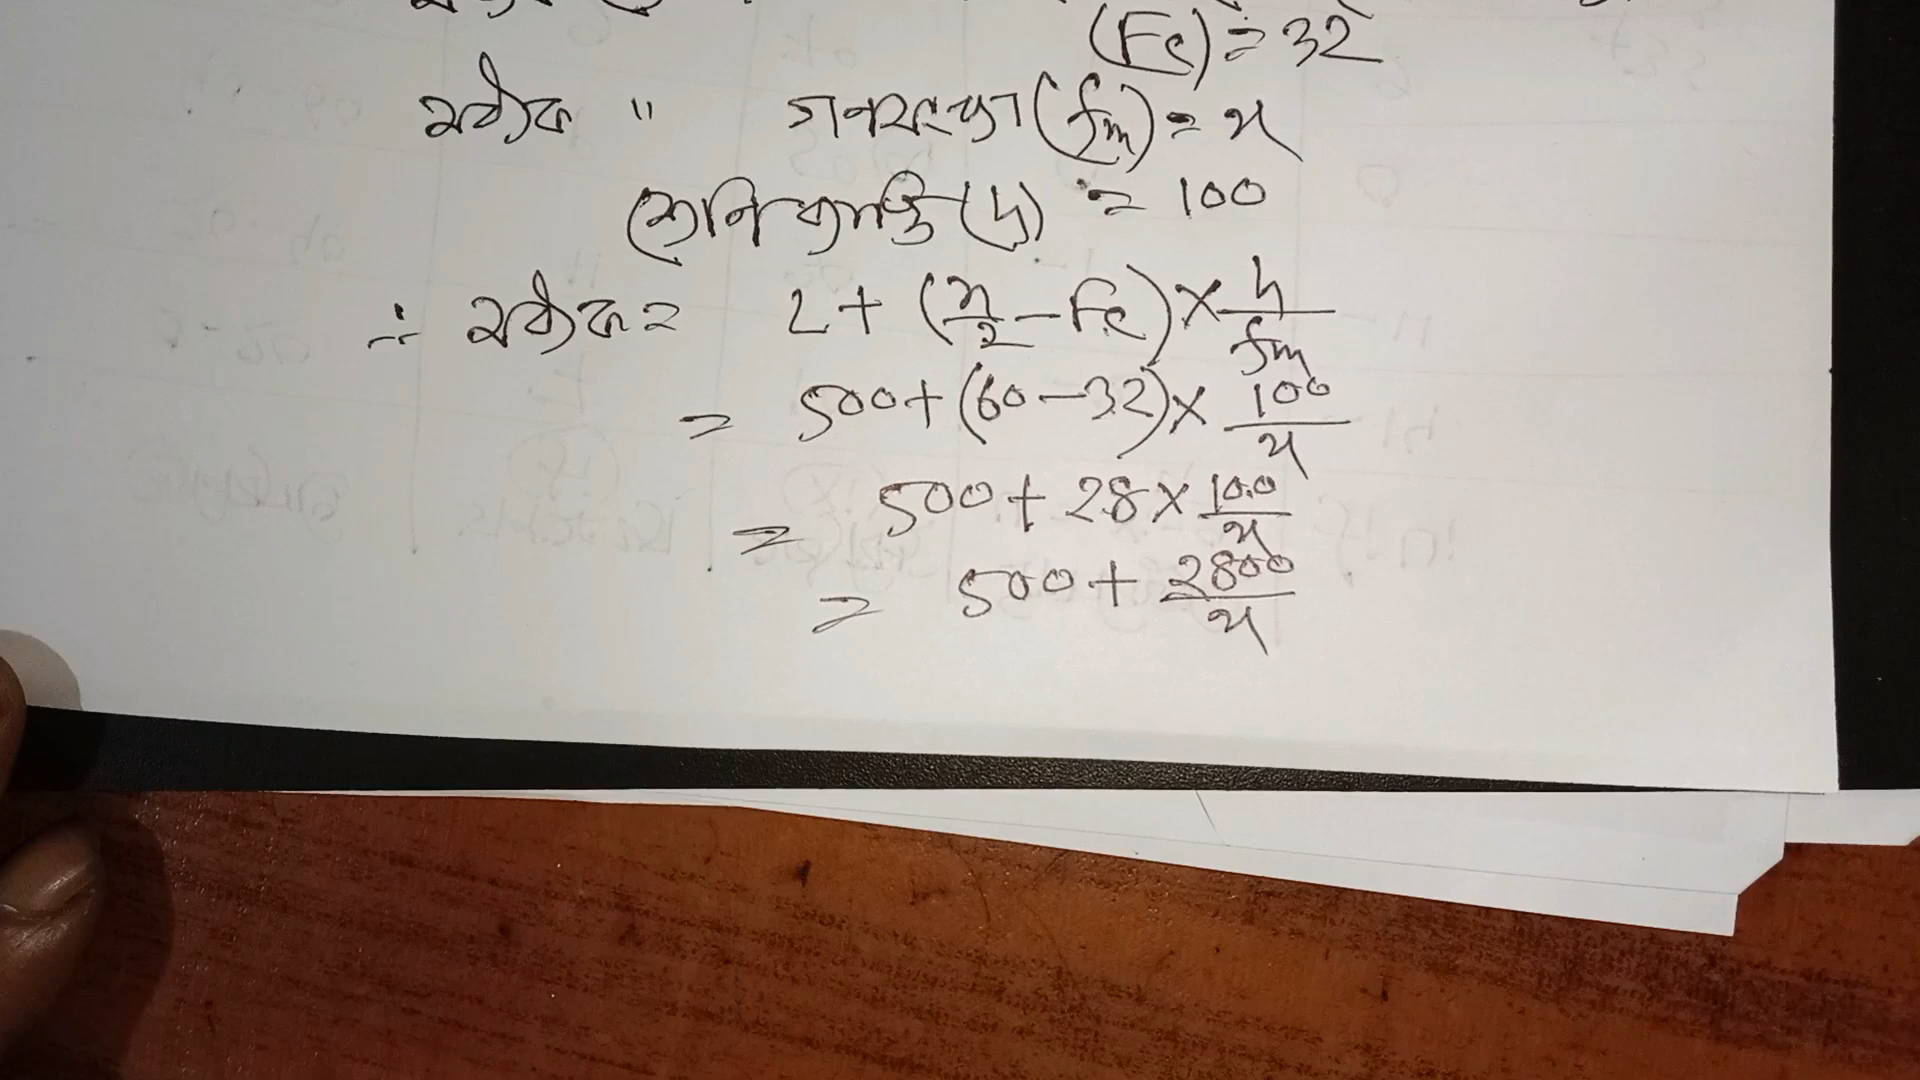 (Fc) = 32
মধ্যক " গনসংখ্যা (fm) = x
শ্রেনি ব্যাপ্তি (h) = 100
∴ মধ্যক = L + (n/2 - Fc) × h/fm
= 500 + (60 - 32) × 100/x
= 500 + 28 × 100/x
= 500 + 2800/x